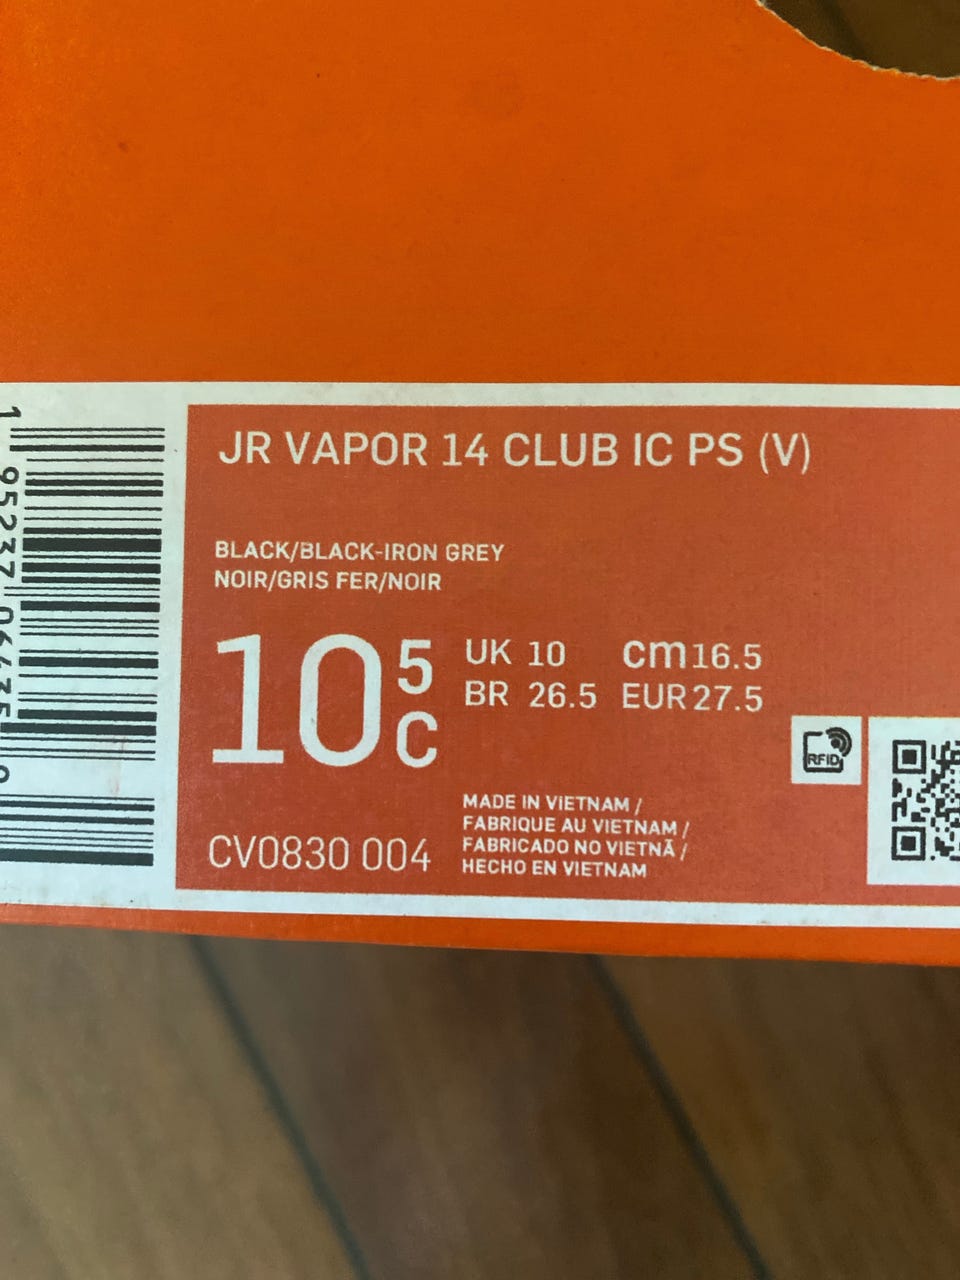 JR VAPOR 14 CLUB IC PS (V)
BLACK/BLACK-IRON GREY
NOIR/GRIS FER/NOIR
10 5 C
UK 10 cm 16.5
BR 26.5 EUR 27.5
CV0830 004
MADE IN VIETNAM /
FABRIQUE AU VIETNAM /
FABRICADO NO VIETNÃ /
HECHO EN VIETNAM
RFID